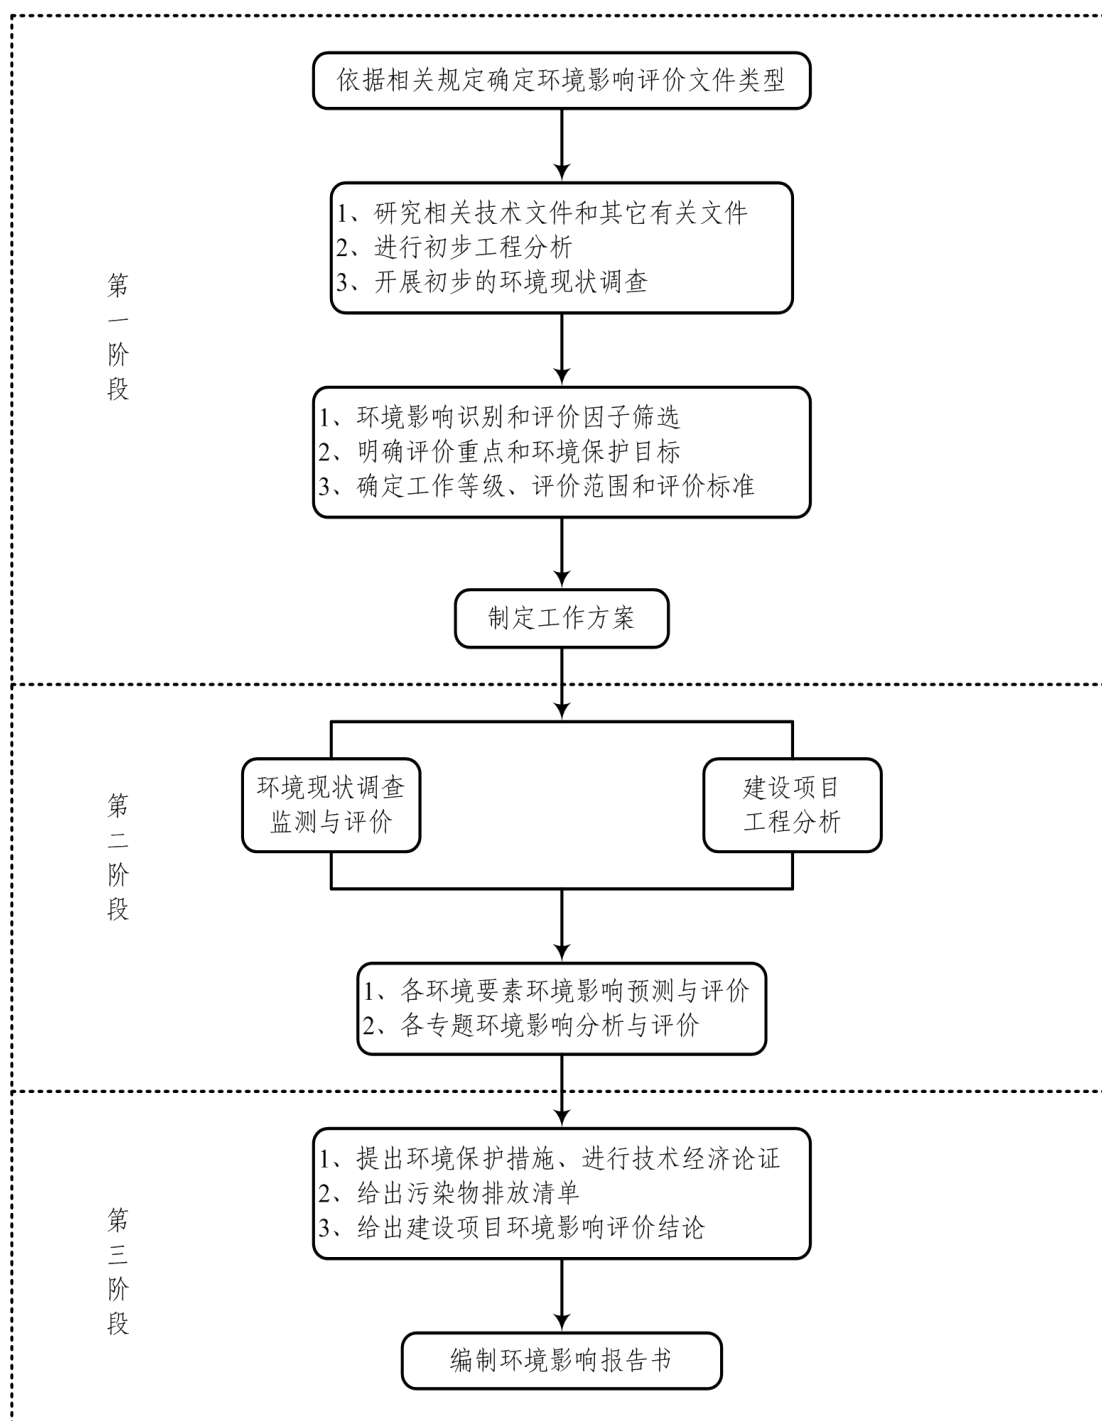 依据相关规定确定环境影响评价文件类型
1、研究相关技术文件和其它有关文件
2、进行初步工程分析
3、开展初步的环境现状调查
第一阶段
1、环境影响识别和评价因子筛选
2、明确评价重点和环境保护目标
3、确定工作等级、评价范围和评价标准
制定工作方案
第二阶段
环境现状调查
监测与评价
建设项目
工程分析
1、各环境要素环境影响预测与评价
2、各专题环境影响分析与评价
第三阶段
1、提出环境保护措施、进行技术经济论证
2、给出污染物排放清单
3、给出建设项目环境影响评价结论
编制环境影响报告书